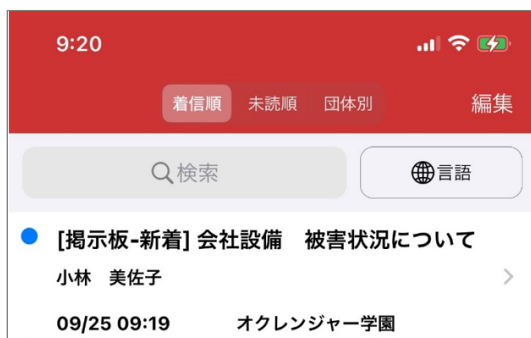 9:20
着信順 未読順 団体別 編集
検索 言語
[掲示板-新着] 会社設備　被害状況について
小林　美佐子
09/25 09:19 オクレンジャー学園